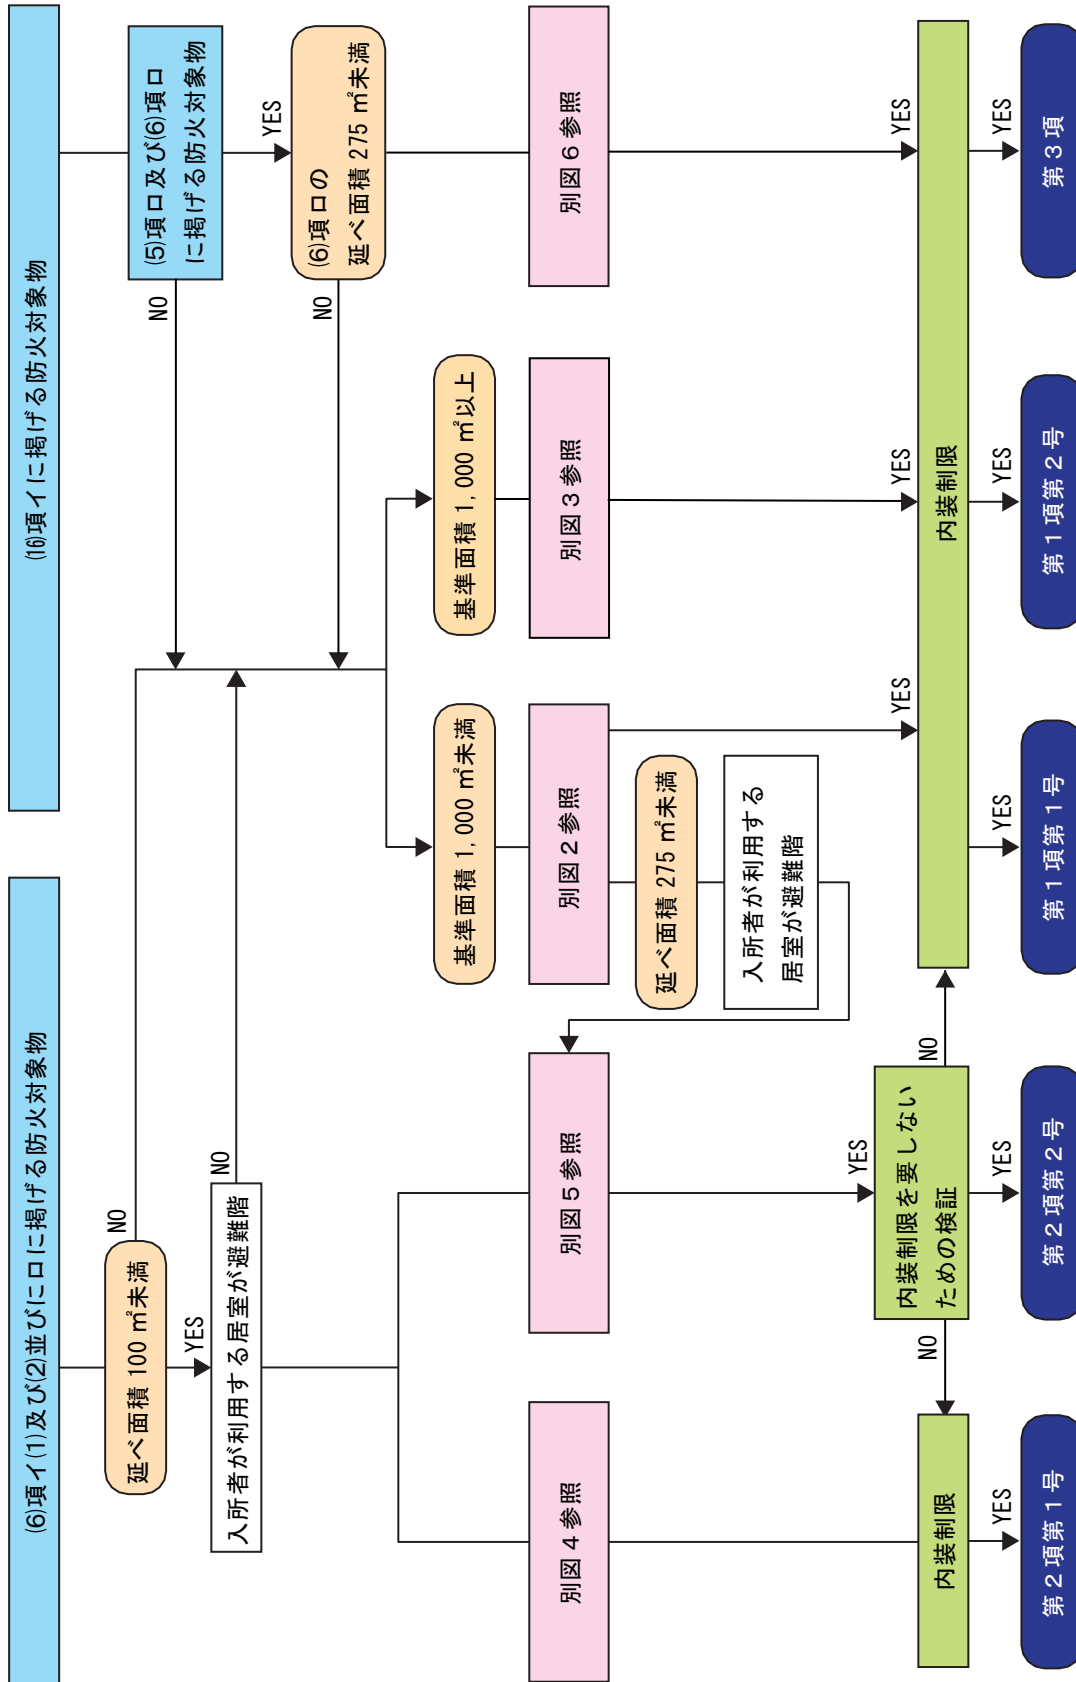 (6)項イ(1)及び(2)並びにロに掲げる防火対象物
(16)項イに掲げる防火対象物
延べ面積 100 ㎡未満
NO
YES
入所者が利用する居室が避難階
NO
(5)項ロ及び(6)項ロ
に掲げる防火対象物
NO
YES
(6)項ロの
延べ面積 275 ㎡未満
NO
基準面積 1,000 ㎡未満
基準面積 1,000 ㎡以上
別図4参照
別図5参照
別図2参照
別図3参照
別図6参照
延べ面積 275 ㎡未満
入所者が利用する
居室が避難階
YES
YES
YES
YES
内装制限
NO
内装制限を要しない
ための検証
NO
内装制限
YES
YES
YES
YES
YES
第2項第1号
第2項第2号
第1項第1号
第1項第2号
第3項